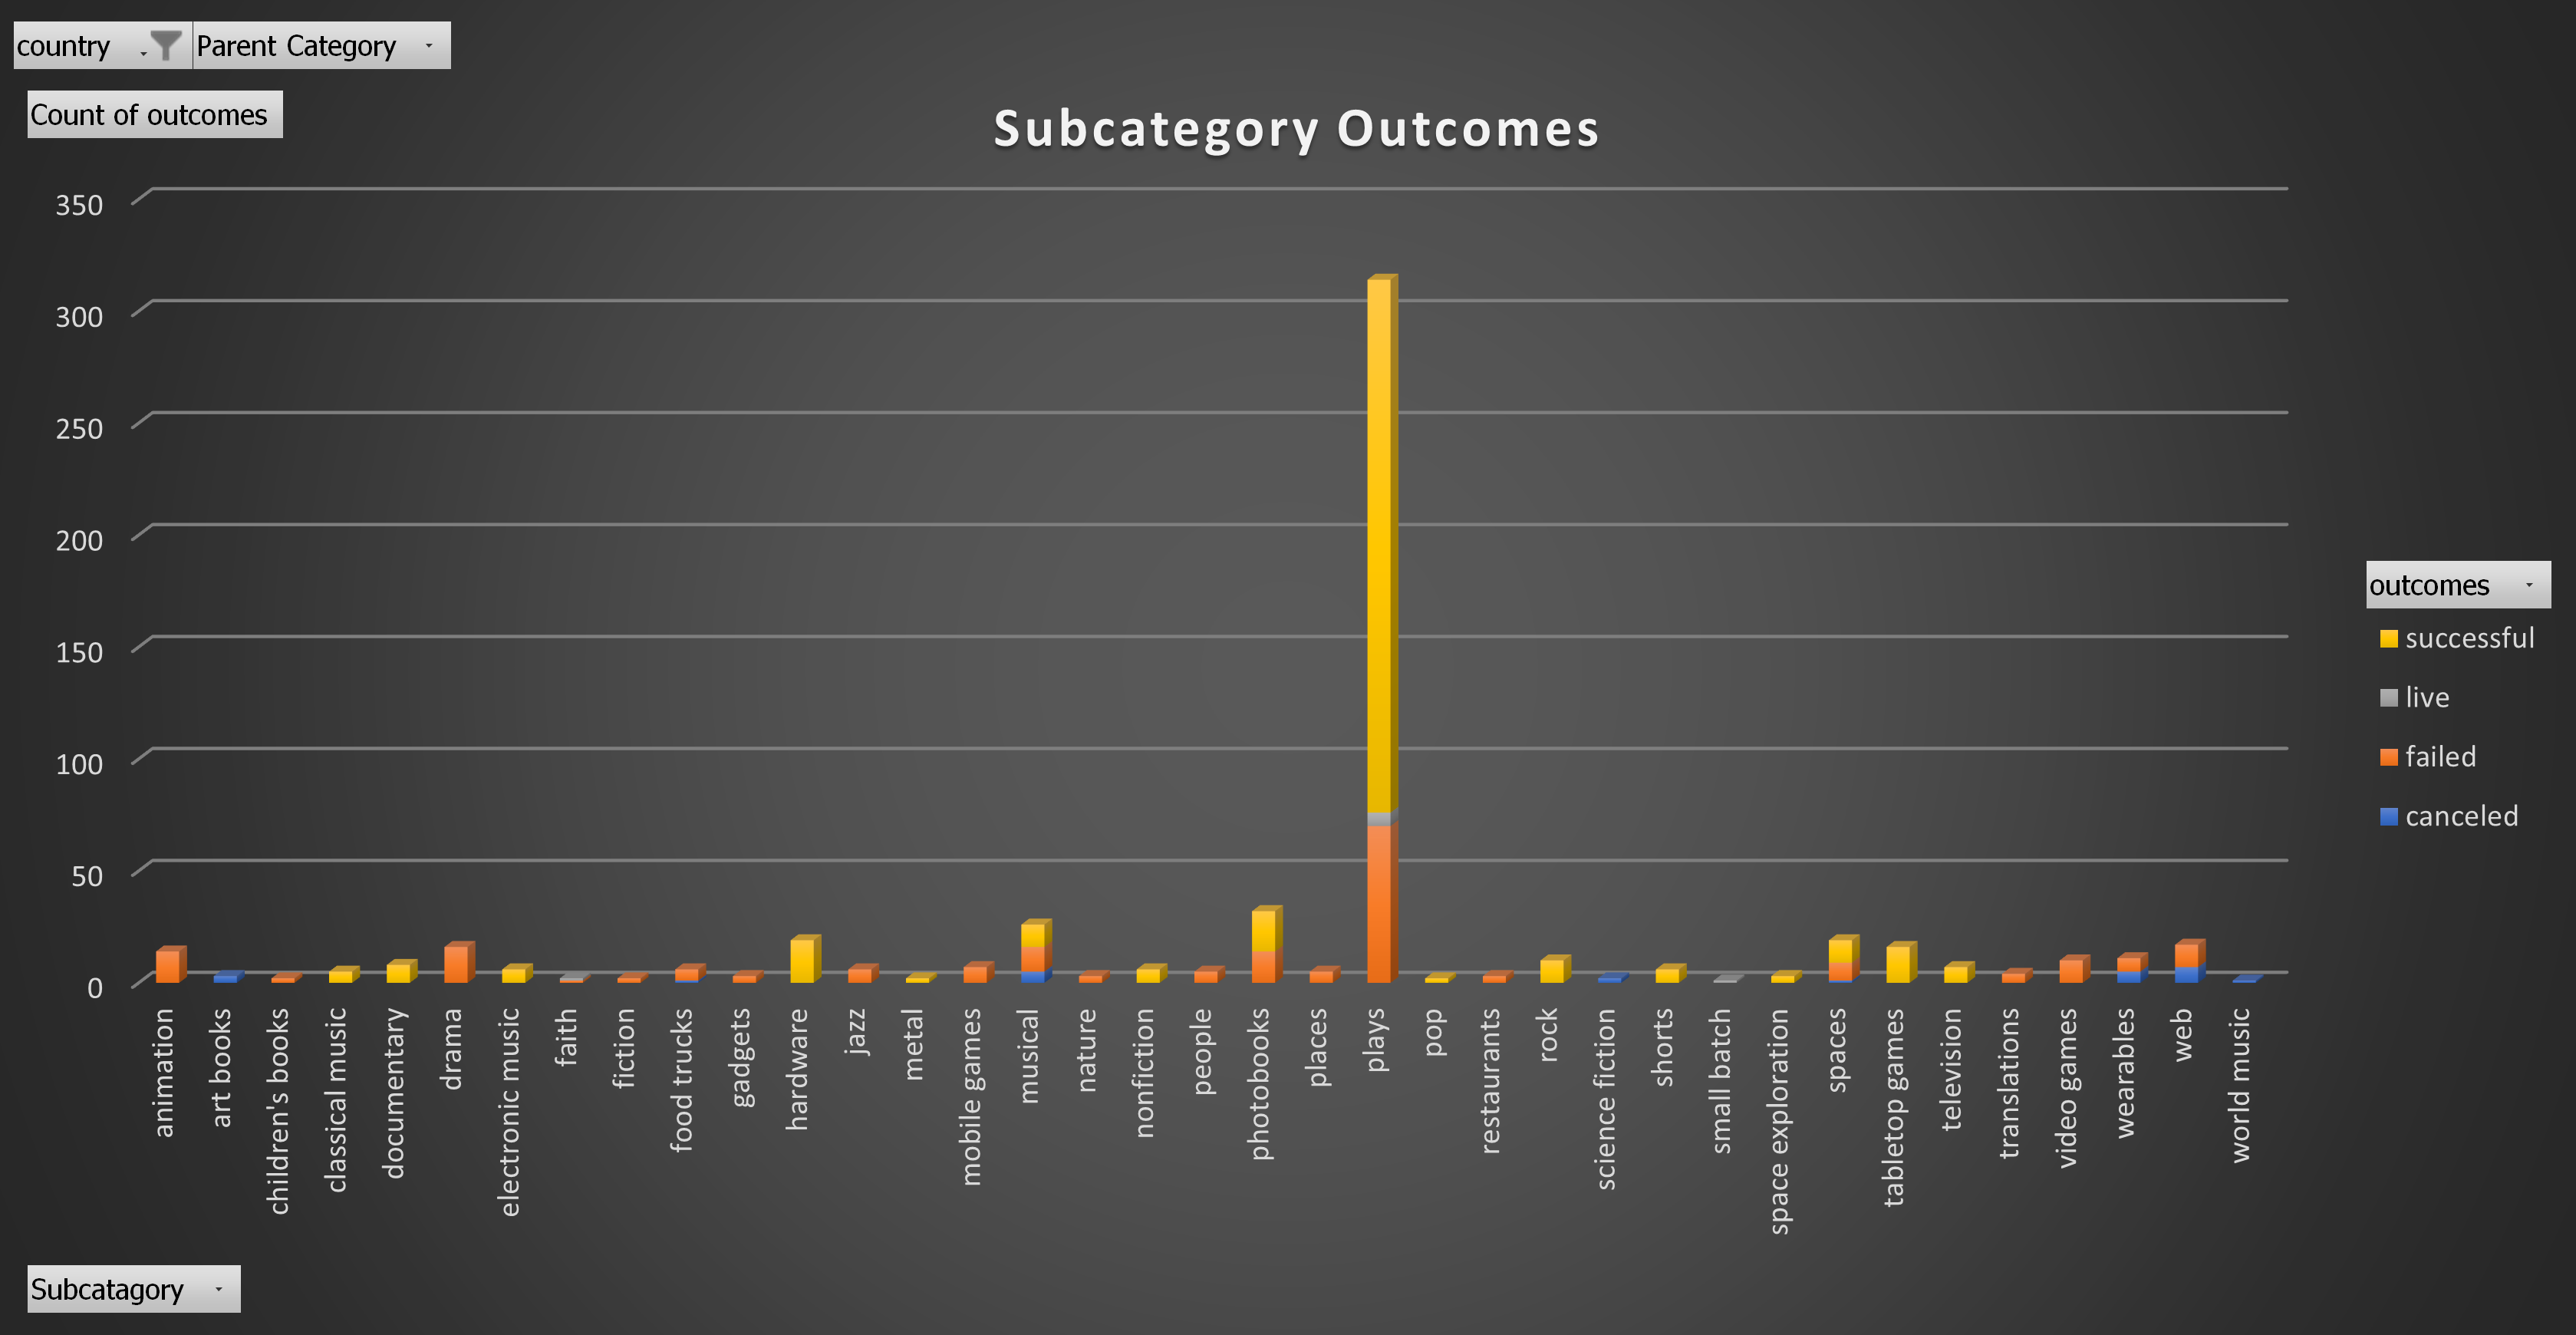 country Parent Category
Count of outcomes
Subcategory Outcomes
350
300
250
200
150
100
50
0
animation
art books
children's books
classical music
documentary
drama
electronic music
faith
fiction
food trucks
gadgets
hardware
jazz
metal
mobile games
musical
nature
nonfiction
people
photobooks
places
plays
pop
restaurants
rock
science fiction
shorts
small batch
space exploration
spaces
tabletop games
television
translations
video games
wearables
web
world music
outcomes
successful
live
failed
canceled
Subcatagory